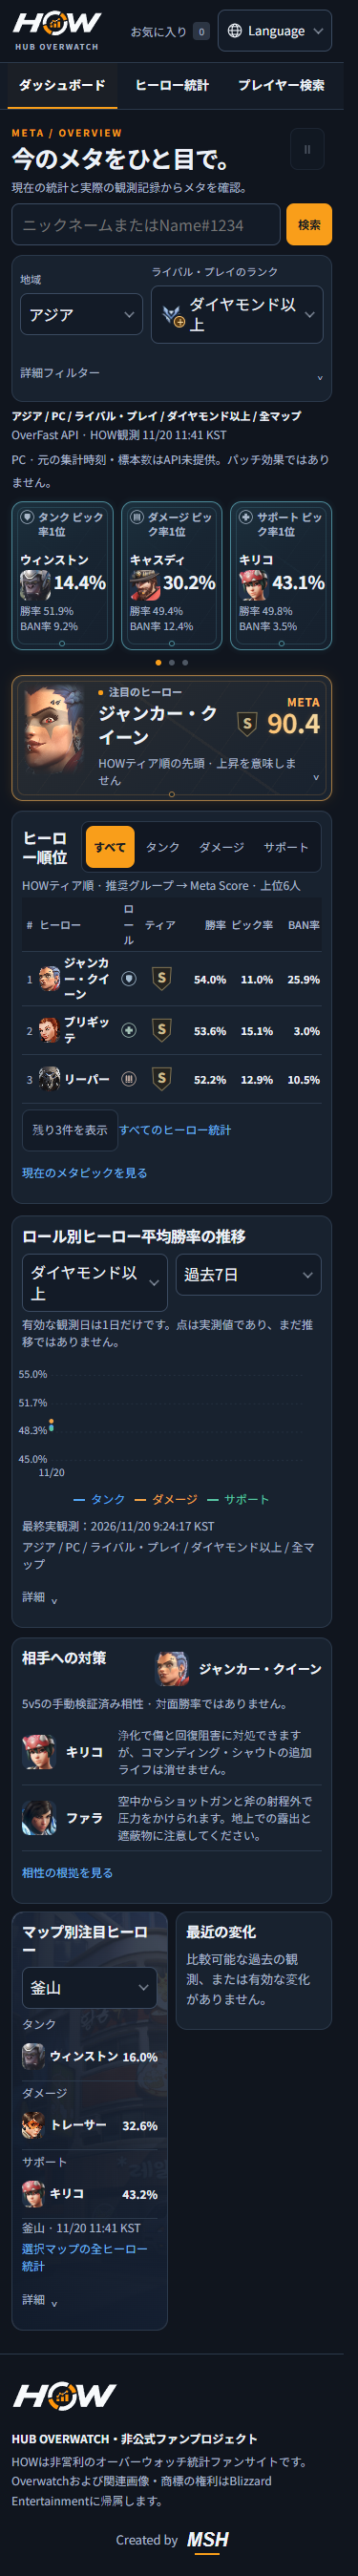 HOW
HUB OVERWATCH
お気に入り 0
Language
ダッシュボード
ヒーロー統計
プレイヤー検索
META / OVERVIEW
今のメタをひと目で。
現在の統計と実際の観測記録からメタを確認。
ニックネームまたはName#1234
検索
地域
アジア
ライバル・プレイのランク
ダイヤモンド以
上
詳細フィルター
アジア / PC / ライバル・プレイ / ダイヤモンド以上 / 全マップ
OverFast API · HOW観測 11/20 11:41 KST
PC · 元の集計時刻・標本数はAPI未提供。パッチ効果ではあり
ません。
タンク ピック
率1位
ウィンストン
14.4%
勝率 51.9%
BAN率 9.2%
ダメージ ピッ
ク率1位
キャスディ
30.2%
勝率 49.4%
BAN率 12.4%
サポート ピッ
ク率1位
キリコ
43.1%
勝率 49.8%
BAN率 3.5%
注目のヒーロー
ジャンカー・ク
イーン
HOWティア順の先頭 · 上昇を意味しま
せん
S
META
90.4
ヒーロ
ー順位
すべて
タンク
ダメージ
サポート
HOWティア順 · 推奨グループ → Meta Score · 上位6人
# ヒーロー
ロ
ー
ル
ティア 勝率 ピック率 BAN率
1 ジャンカ
ー・クイ
ーン
S 54.0% 11.0% 25.9%
2 ブリギッ
テ
S 53.6% 15.1% 3.0%
3 リーパー S 52.2% 12.9% 10.5%
残り3件を表示
すべてのヒーロー統計
現在のメタピックを見る
ロール別ヒーロー平均勝率の推移
ダイヤモンド以
上
過去7日
有効な観測日は1日だけです。点は実測値であり、まだ推
移ではありません。
55.0%
51.7%
48.3%
45.0%
11/20
タンク
ダメージ
サポート
最終実観測：2026/11/20 9:24:17 KST
アジア / PC / ライバル・プレイ / ダイヤモンド以上 / 全マ
ップ
詳細
相手への対策
ジャンカー・クイーン
5v5の手動検証済み相性 · 対面勝率ではありません。
キリコ
浄化で傷と回復阻害に対処できます
が、コマンディング・シャウトの追加
ライフは消せません。
ファラ
空中からショットガンと斧の射程外で
圧力をかけられます。地上での露出と
遮蔽物に注意してください。
相性の根拠を見る
マップ別注目ヒーロ
ー
釜山
タンク
ウィンストン 16.0%
ダメージ
トレーサー 32.6%
サポート
キリコ 43.2%
釜山 · 11/20 11:41 KST
選択マップの全ヒーロー
統計
詳細
最近の変化
比較可能な過去の観
測、または有効な変化
がありません。
HOW
HUB OVERWATCH・非公式ファンプロジェクト
HOWは非営利のオーバーウォッチ統計ファンサイトです。
Overwatchおよび関連画像・商標の権利はBlizzard
Entertainmentに帰属します。
Created by MSH